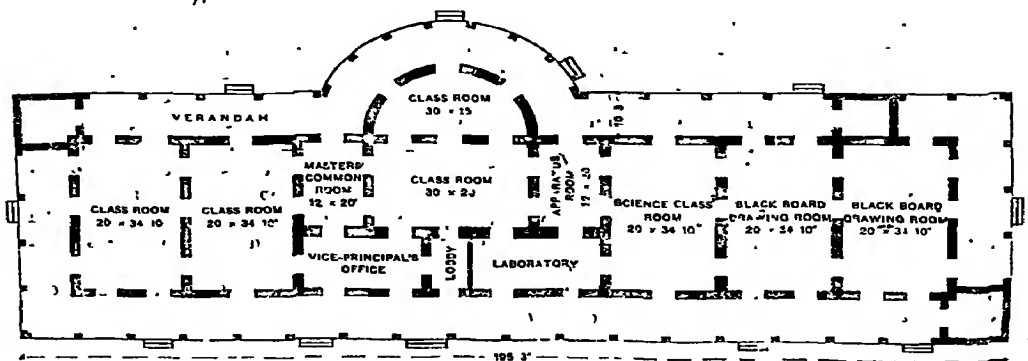 CLASS ROOM
30 × 15
VERANDAH
10 3
MASTERS
COMMON
ROOM
12 × 20'
CLASS ROOM
30 × 20
APPARATUS
ROOM
12 × 20
CLASS ROOM
20 × 34 10
CLASS ROOM
20 × 34 10"
SCIENCE CLASS
ROOM
20 × 34 10"
BLACK BOARD
DRAWING ROOM
20 × 34 10"
BLACK BOARD
DRAWING ROOM
20 × 34 10"
VICE-PRINCIPAL'S
OFFICE
LOBBY
LABORATORY
195 3"